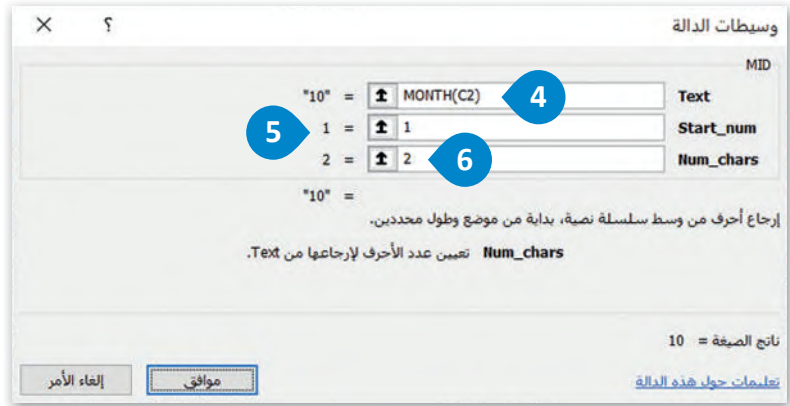 وسيطات الدالة ؟ ×
MID
Text MONTH(C2) = "10" 4
Start_num 1 = 1 5
Num_chars 2 = 2 6
= "10"
إرجاع أحرف من وسط سلسلة نصية، بداية من موضع وطول محددين.
Num_chars تعيين عدد الأحرف لإرجاعها من Text.
ناتج الصيغة = 10
تعليمات حول هذه الدالة موافق إلغاء الأمر